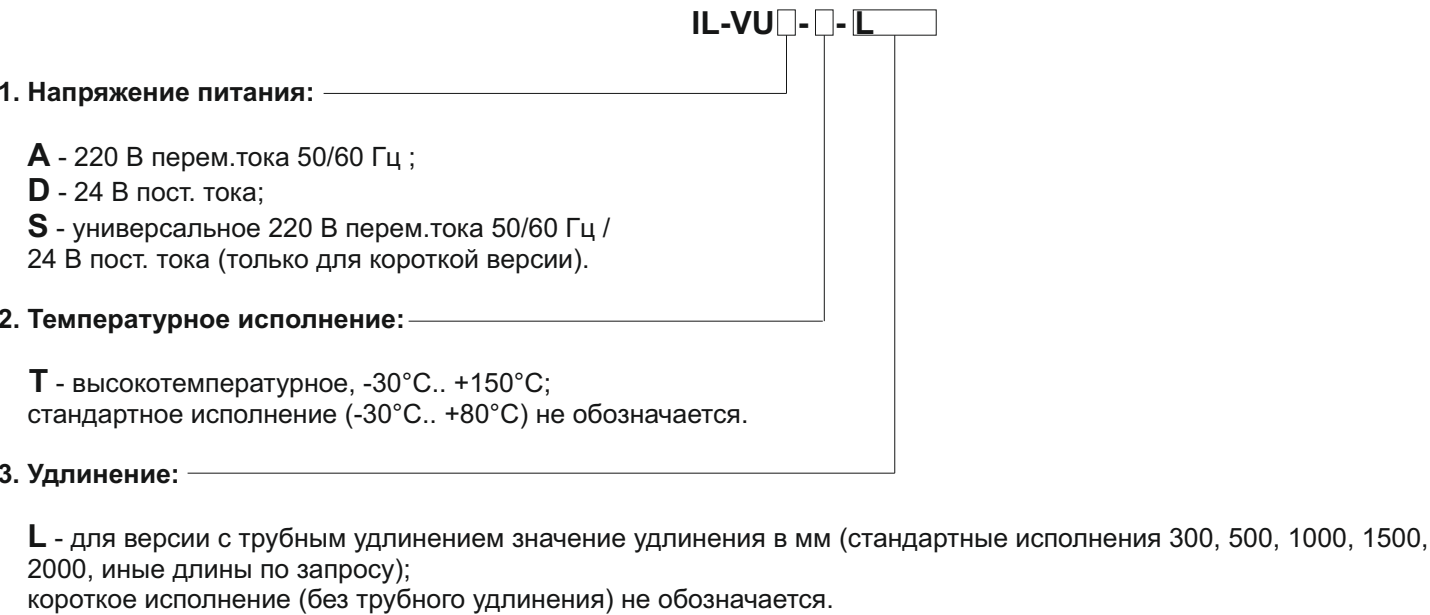 IL-VU - - L
1. Напряжение питания:
A - 220 В перем.тока 50/60 Гц ;
D - 24 В пост. тока;
S - универсальное 220 В перем.тока 50/60 Гц /
24 В пост. тока (только для короткой версии).
2. Температурное исполнение:
T - высокотемпературное, -30°С.. +150°С;
стандартное исполнение (-30°С.. +80°С) не обозначается.
3. Удлинение:
L - для версии с трубным удлинением значение удлинения в мм (стандартные исполнения 300, 500, 1000, 1500,
2000, иные длины по запросу);
короткое исполнение (без трубного удлинения) не обозначается.